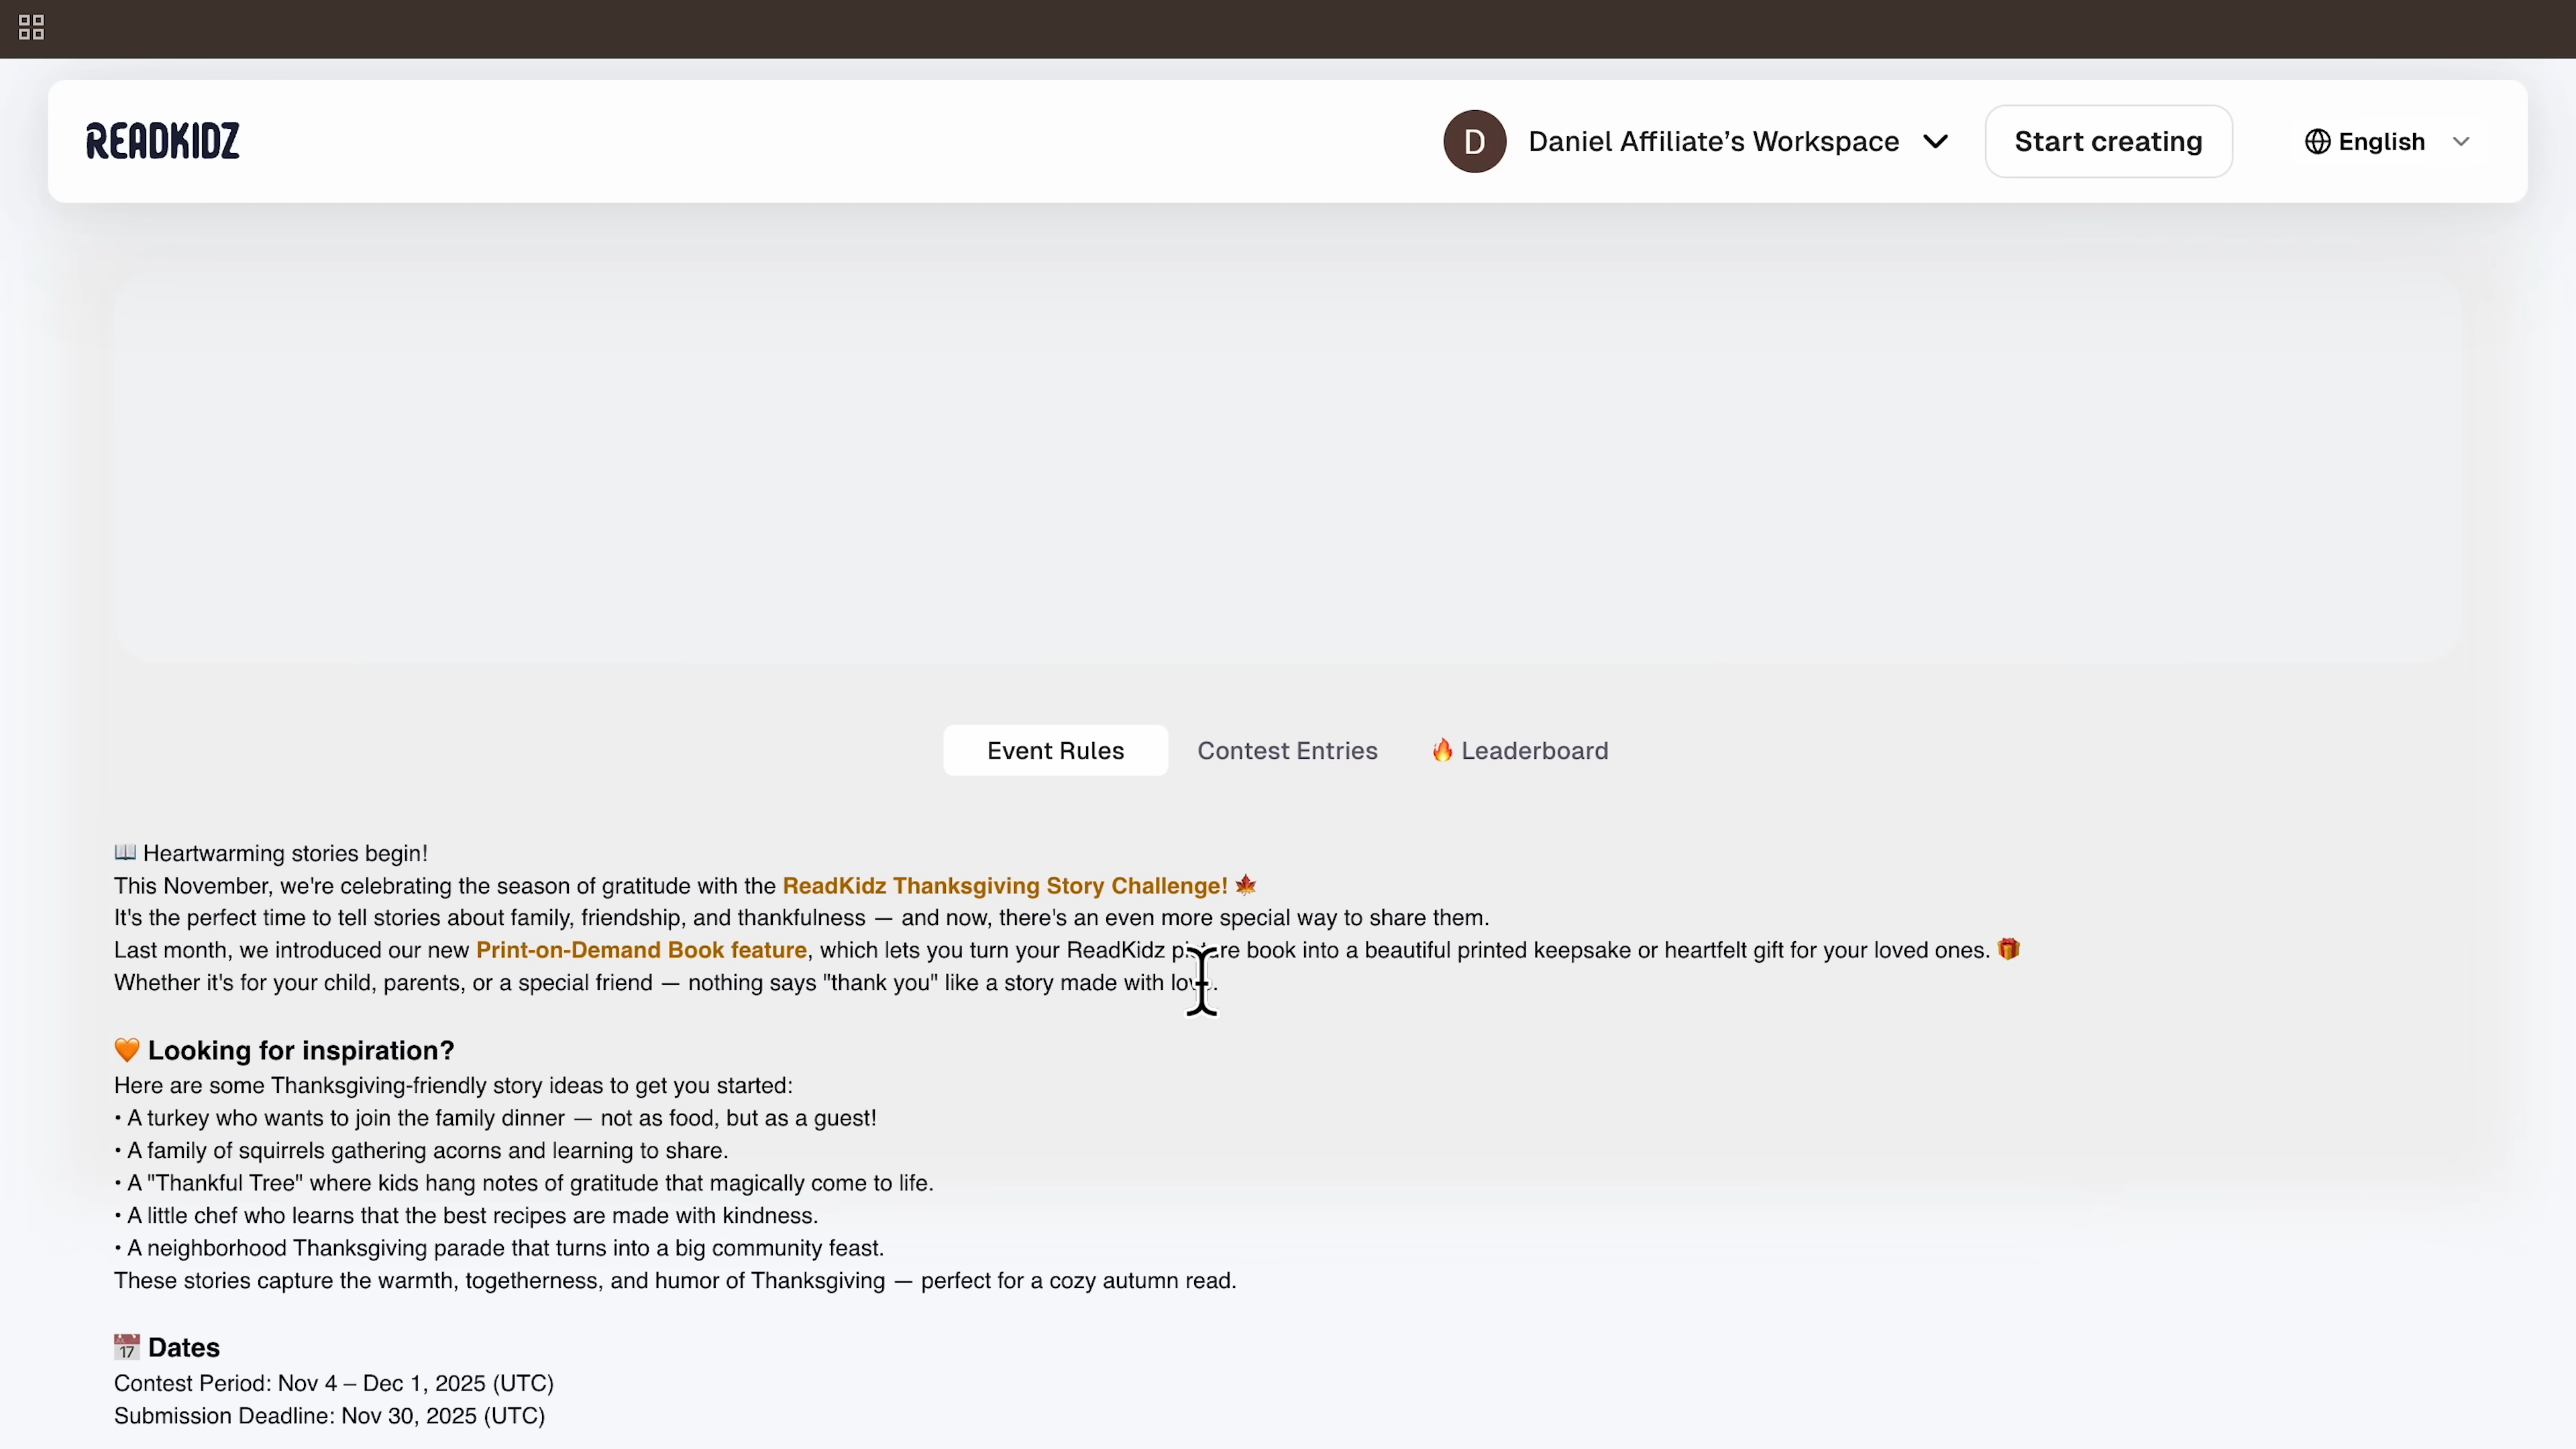 READKIDZ
D
Daniel Affiliate's Workspace
Start creating
English
Event Rules
Contest Entries
🔥 Leaderboard
📖 Heartwarming stories begin!
This November, we're celebrating the season of gratitude with the ReadKidz Thanksgiving Story Challenge! 🍁
It's the perfect time to tell stories about family, friendship, and thankfulness — and now, there's an even more special way to share them.
Last month, we introduced our new Print-on-Demand Book feature, which lets you turn your ReadKidz picture book into a beautiful printed keepsake or heartfelt gift for your loved ones. 🎁
Whether it's for your child, parents, or a special friend — nothing says "thank you" like a story made with love.
🧡 Looking for inspiration?
Here are some Thanksgiving-friendly story ideas to get you started:
• A turkey who wants to join the family dinner — not as food, but as a guest!
• A family of squirrels gathering acorns and learning to share.
• A "Thankful Tree" where kids hang notes of gratitude that magically come to life.
• A little chef who learns that the best recipes are made with kindness.
• A neighborhood Thanksgiving parade that turns into a big community feast.
These stories capture the warmth, togetherness, and humor of Thanksgiving — perfect for a cozy autumn read.
📅 Dates
Contest Period: Nov 4 – Dec 1, 2025 (UTC)
Submission Deadline: Nov 30, 2025 (UTC)